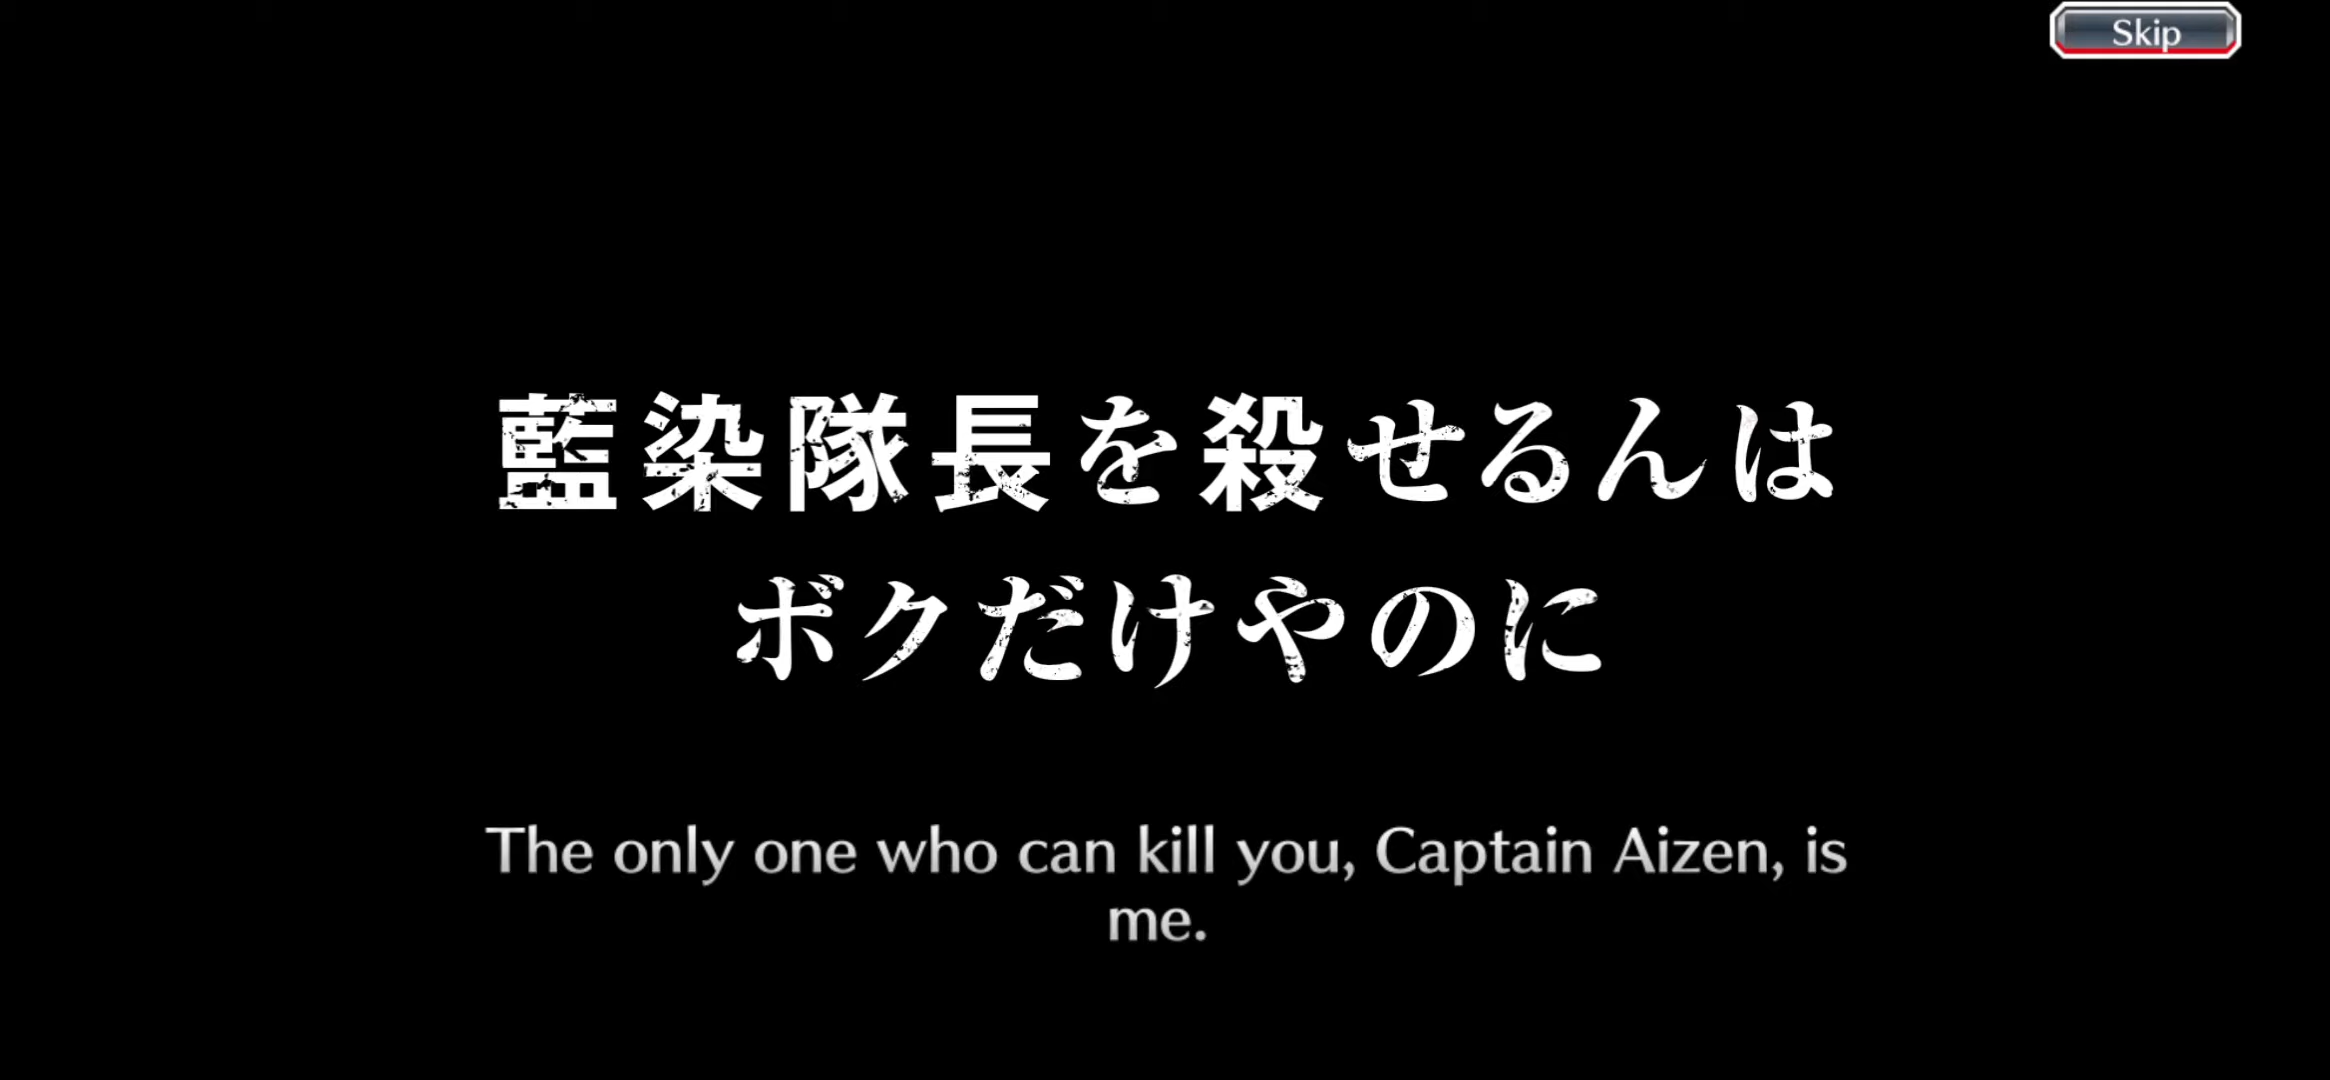 Skip
藍染隊長を殺せるんは
ボクだけやのに
The only one who can kill you, Captain Aizen, is
me.